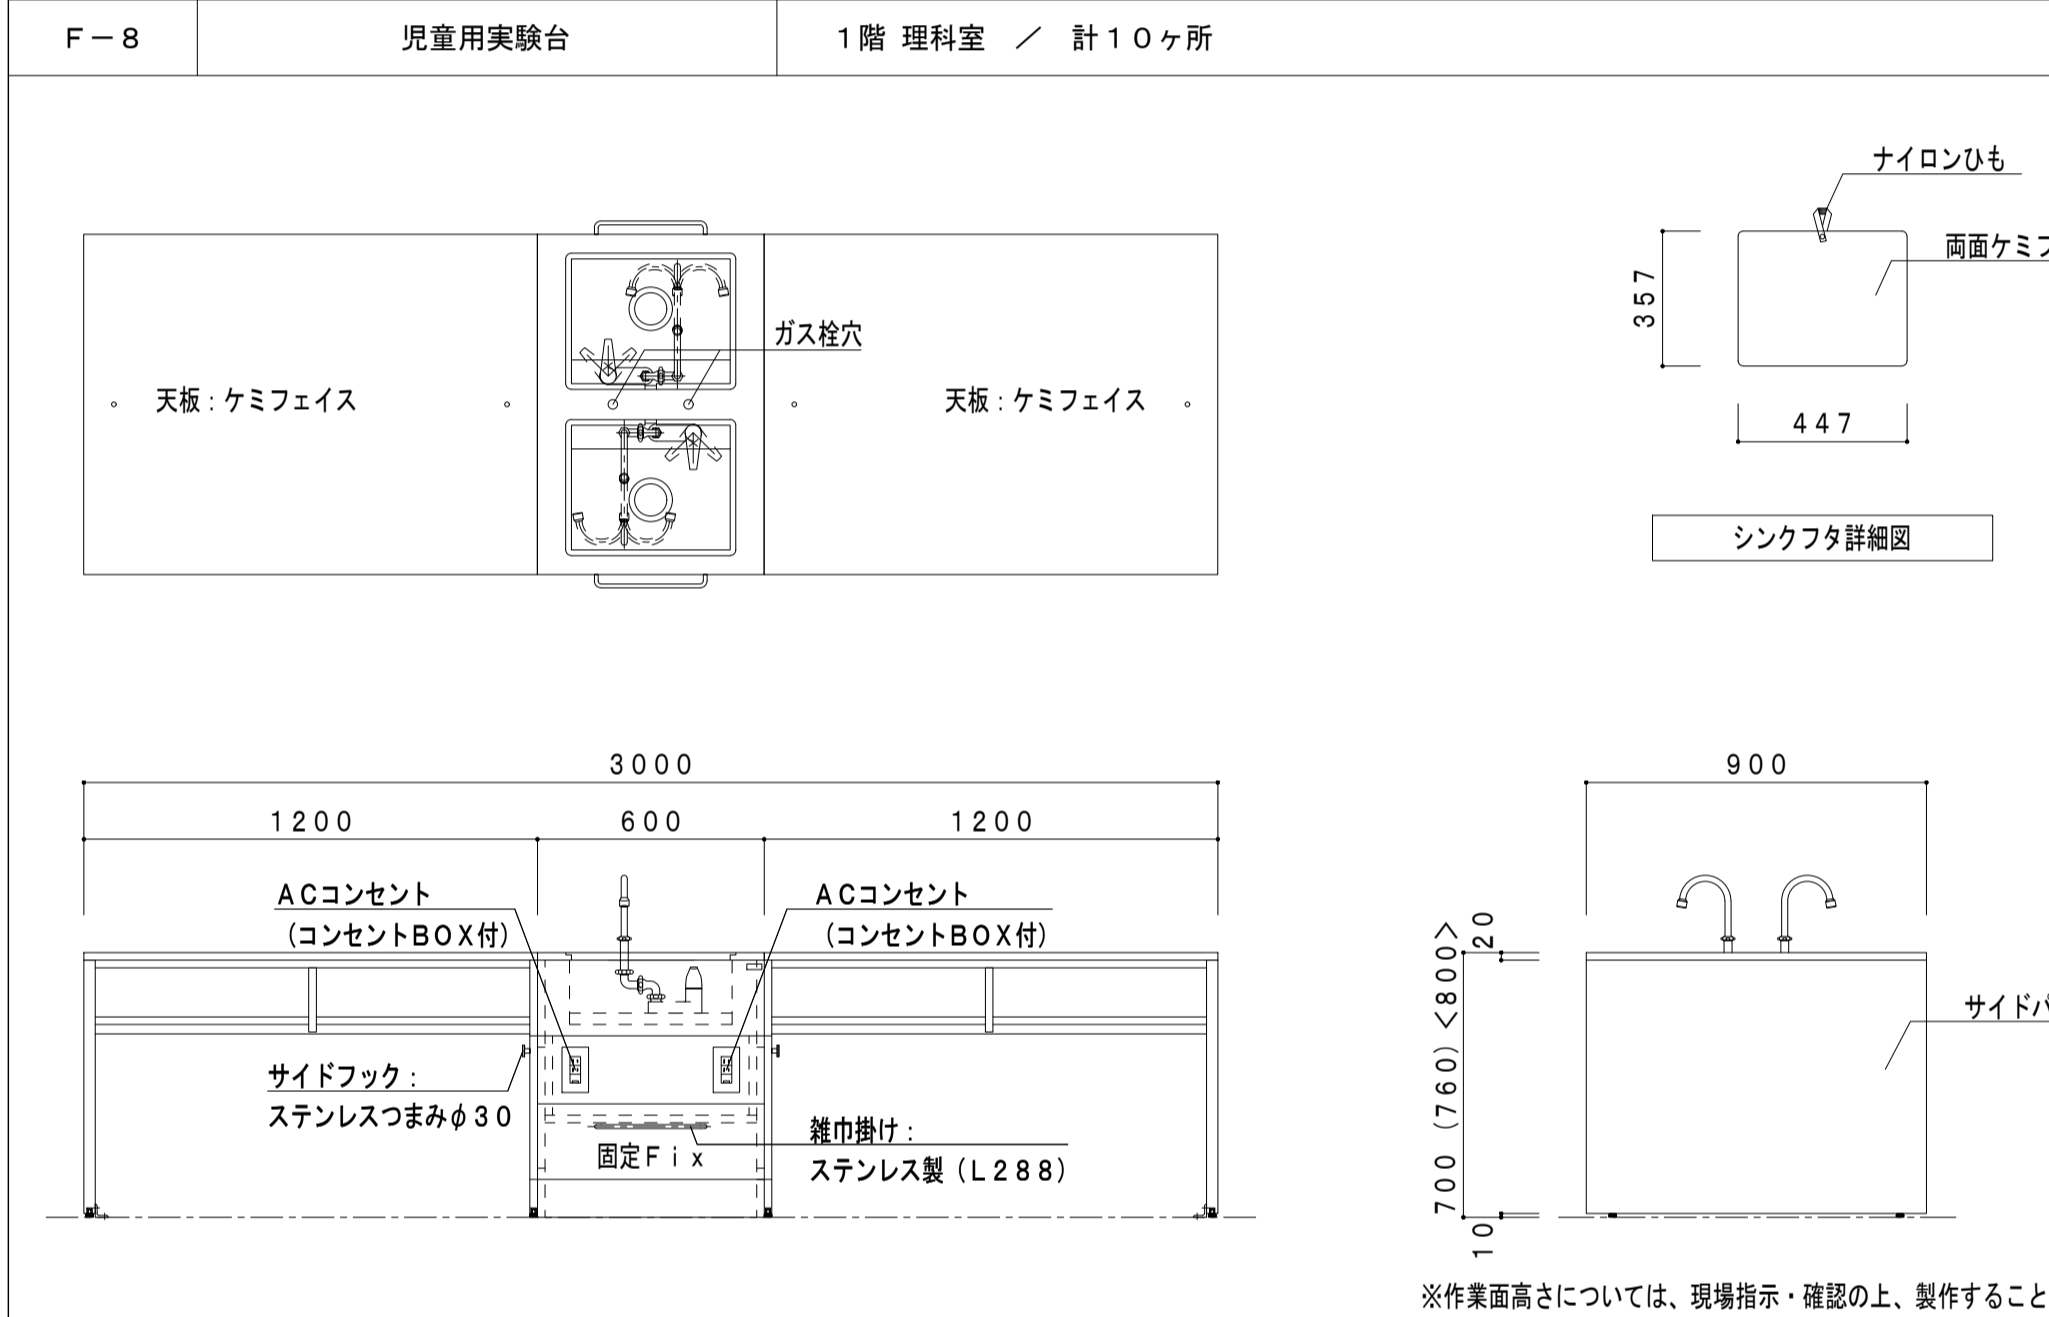 F－8 児童用実験台 1階 理科室 ／ 計10ヶ所
ナイロンひも
両面ケミフ
357
447
シンクフタ詳細図
ガス栓穴
天板：ケミフェイス
天板：ケミフェイス
3000
1200 600 1200
ACコンセント
（コンセントBOX付）
ACコンセント
（コンセントBOX付）
サイドフック：
ステンレスつまみφ30
雑巾掛け：
ステンレス製（L288）
固定Fix
900
20
700（760）<800>
10
サイドパ
※作業面高さについては、現場指示・確認の上、製作すること